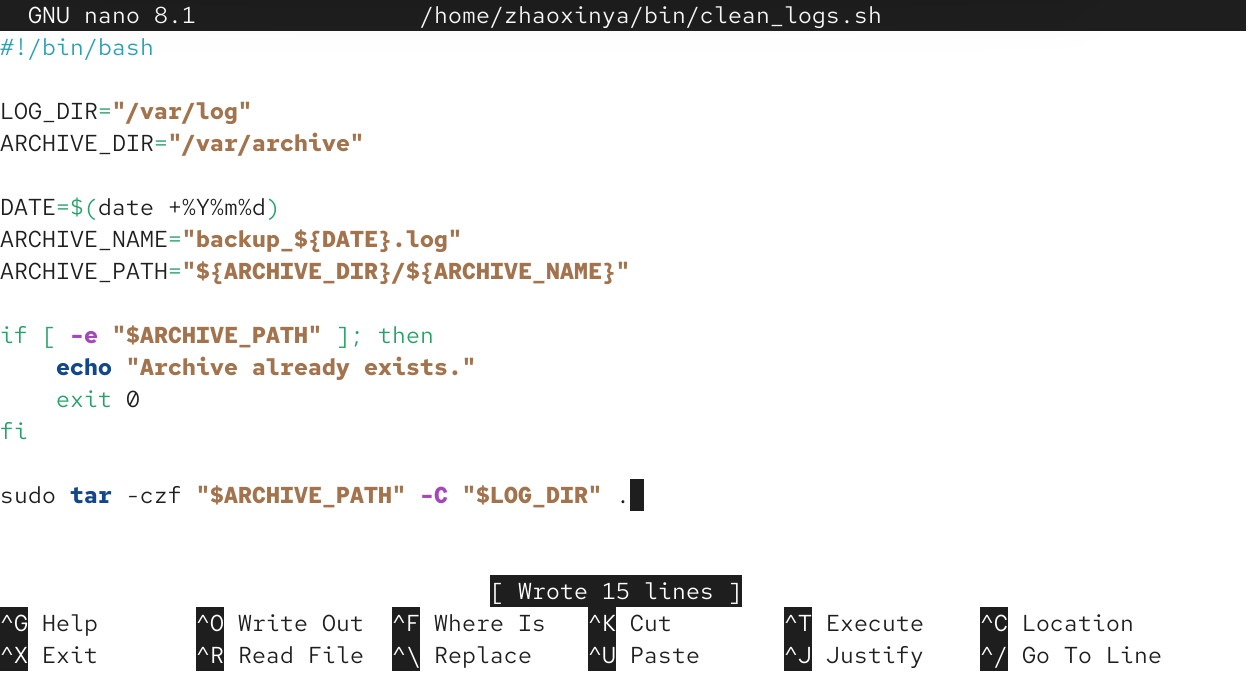 GNU nano 8.1 /home/zhaoxinya/bin/clean_logs.sh
#!/bin/bash

LOG_DIR="/var/log"
ARCHIVE_DIR="/var/archive"

DATE=$(date +%Y%m%d)
ARCHIVE_NAME="backup_${DATE}.log"
ARCHIVE_PATH="${ARCHIVE_DIR}/${ARCHIVE_NAME}"

if [ -e "$ARCHIVE_PATH" ]; then
    echo "Archive already exists."
    exit 0
fi

sudo tar -czf "$ARCHIVE_PATH" -C "$LOG_DIR" .

[ Wrote 15 lines ]
^G Help ^O Write Out ^F Where Is ^K Cut ^T Execute ^C Location
^X Exit ^R Read File ^\ Replace ^U Paste ^J Justify ^/ Go To Line